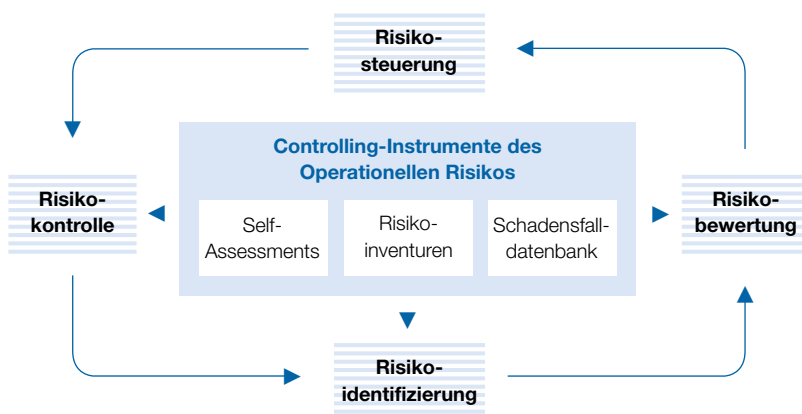 Risiko-
steuerung
Controlling-Instrumente des
Operationellen Risikos
Risiko-
kontrolle
Self-
Assessments
Risiko-
inventuren
Schadensfall-
datenbank
Risiko-
bewertung
Risiko-
identifizierung